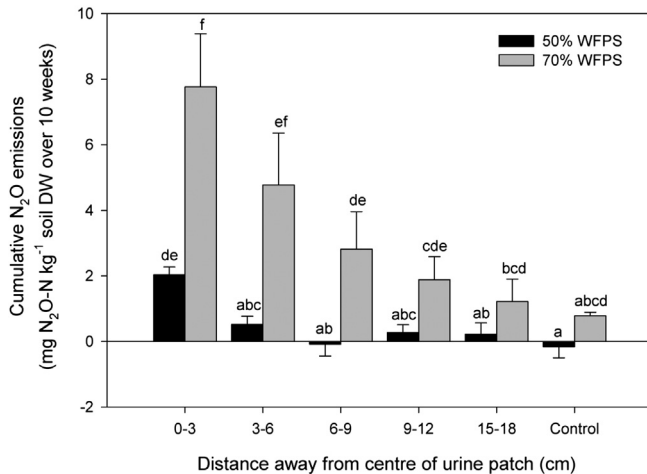 10
8
6
4
2
0
-2
Cumulative N₂O emissions
(mg N₂O-N kg⁻¹ soil DW over 10 weeks)
50% WFPS
70% WFPS
f
ef
de
de
cde
abc
ab
abc
bcd
ab
abcd
a
0-3 3-6 6-9 9-12 15-18 Control
Distance away from centre of urine patch (cm)